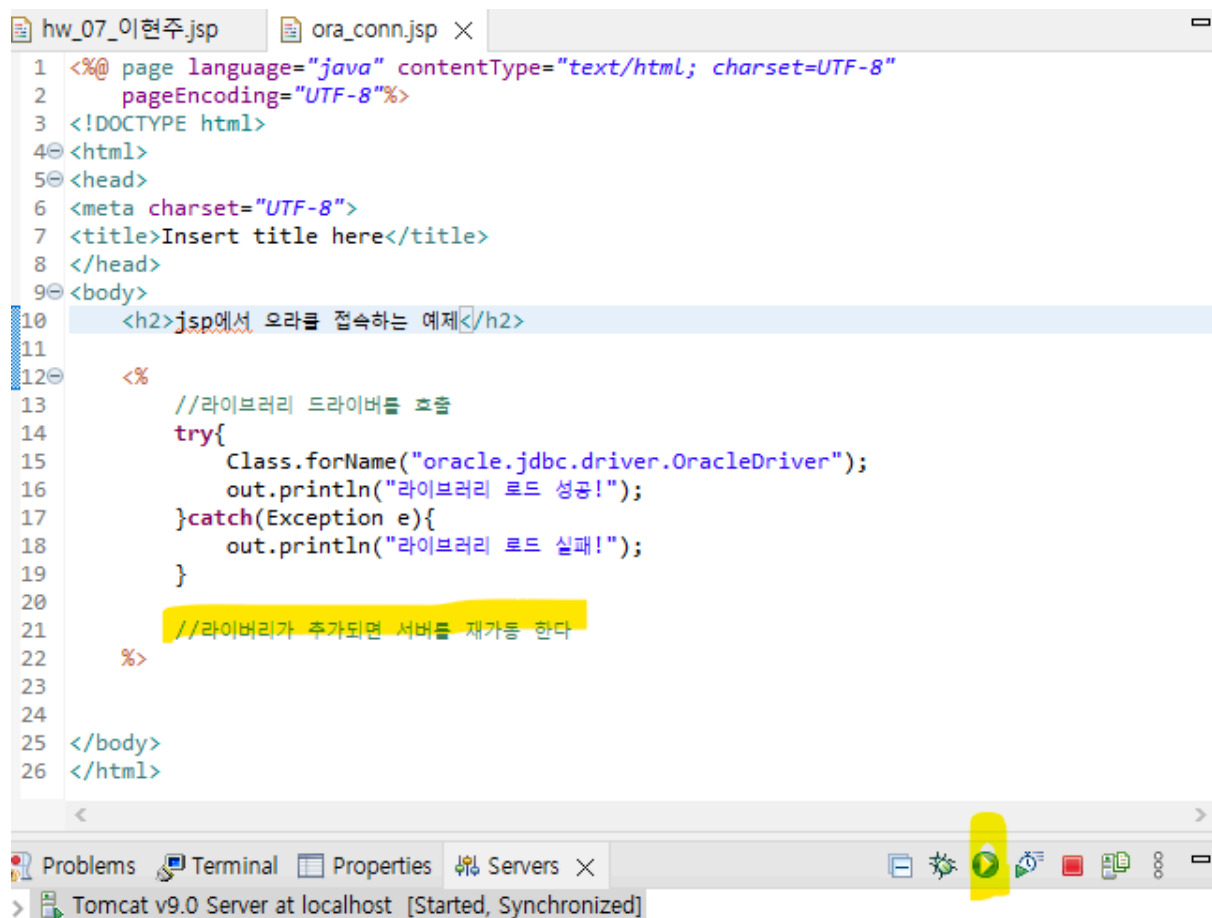 hw_07_이현주.jsp ora_conn.jsp
1 <%@ page language="java" contentType="text/html; charset=UTF-8"
2 pageEncoding="UTF-8"%>
3 <!DOCTYPE html>
4 <html>
5 <head>
6 <meta charset="UTF-8">
7 <title>Insert title here</title>
8 </head>
9 <body>
10 <h2>jsp에서 오라클 접속하는 예제</h2>
11
12 <%
13 //라이브러리 드라이버를 호출
14 try{
15 Class.forName("oracle.jdbc.driver.OracleDriver");
16 out.println("라이브러리 로드 성공!");
17 }catch(Exception e){
18 out.println("라이브러리 로드 실패!");
19 }
20
21 //라이버리가 추가되면 서버를 재가동 한다
22 %>
23
24
25 </body>
26 </html>
Problems Terminal Properties Servers
Tomcat v9.0 Server at localhost [Started, Synchronized]